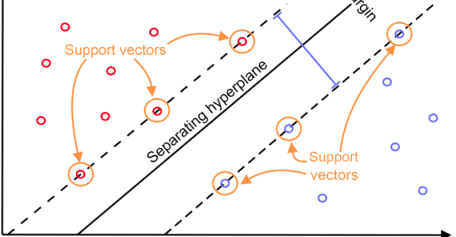 Support vectors
Separating hyperplane
Support
vectors